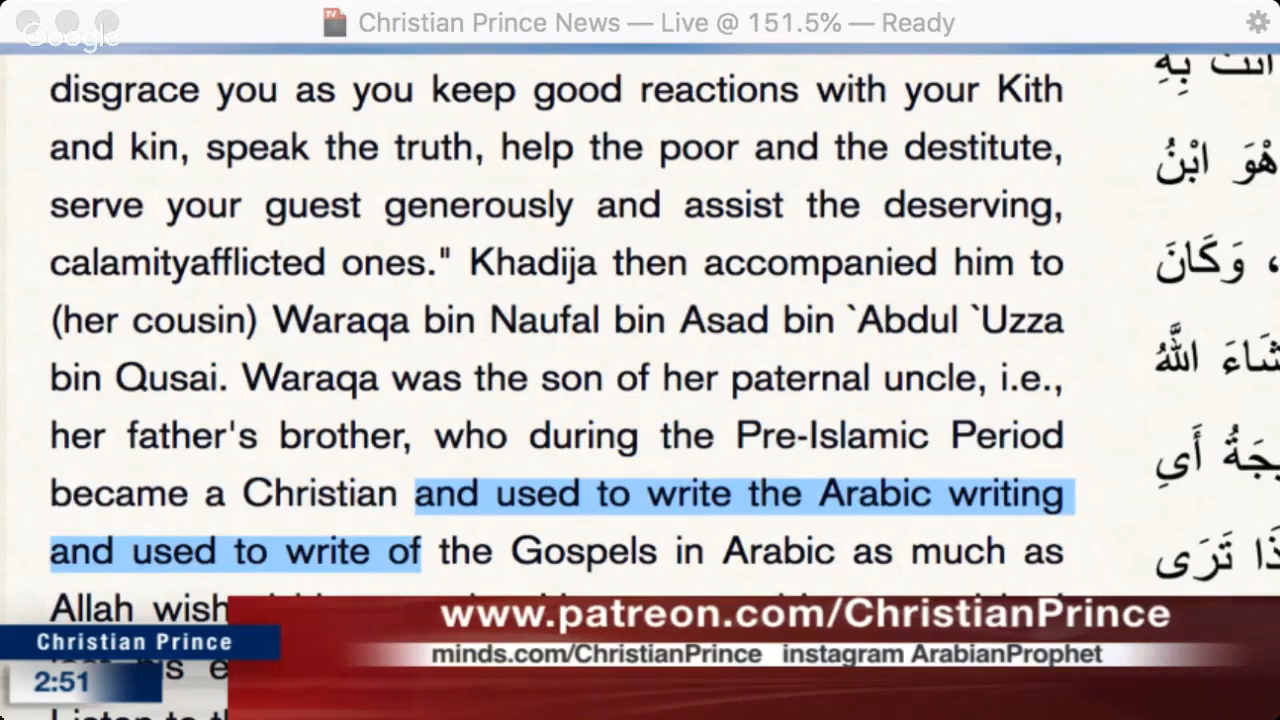 Christian Prince News — Live @ 151.5% — Ready
Google
disgrace you as you keep good reactions with your Kith
and kin, speak the truth, help the poor and the destitute,
serve your guest generously and assist the deserving,
calamityafflicted ones." Khadija then accompanied him to
(her cousin) Waraqa bin Naufal bin Asad bin `Abdul `Uzza
bin Qusai. Waraqa was the son of her paternal uncle, i.e.,
her father's brother, who during the Pre-Islamic Period
became a Christian and used to write the Arabic writing
and used to write of the Gospels in Arabic as much as
Allah wish
Listen to
هْوَ ابْنُ
، وَكَانَ
شَاءَ اللَّهُ
أَىِ
تَرَى
www.patreon.com/ChristianPrince
minds.com/ChristianPrince instagram ArabianProphet
Christian Prince
2:51